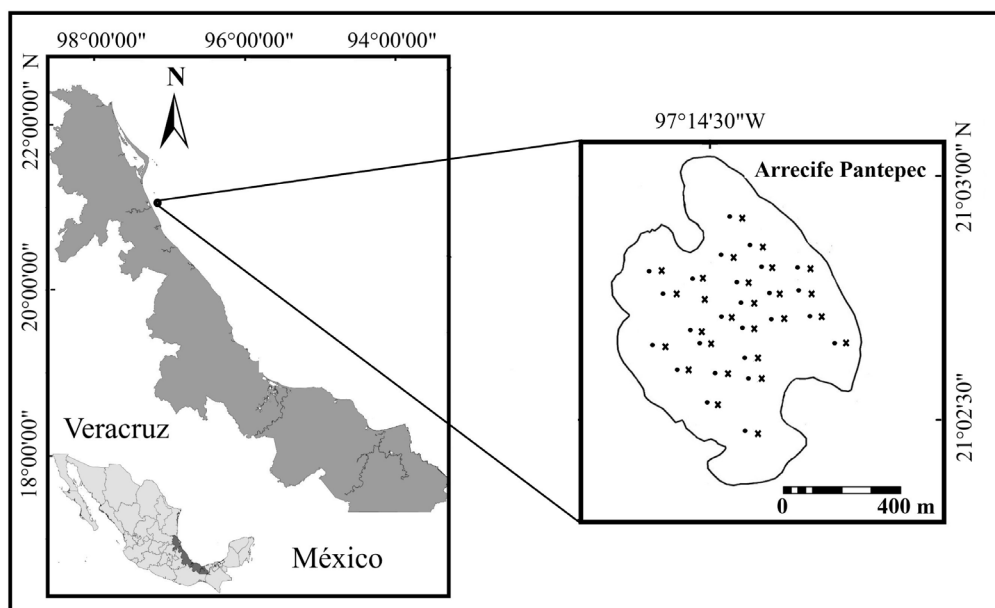 98°00'00" 96°00'00" 94°00'00"
N
22°00'00"
20°00'00"
18°00'00"
N
Veracruz
México
97°14'30"W
Arrecife Pantepec
21°03'00" N
21°02'30"
0 400 m